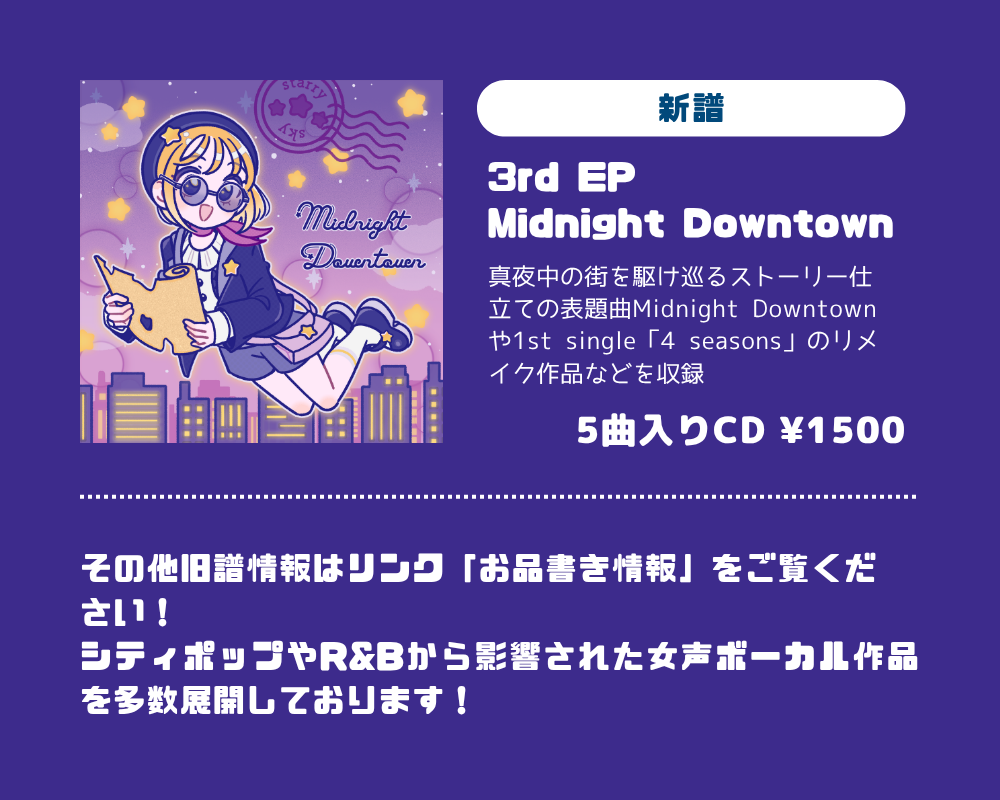 starry
sky
Midnight
Downtown
新譜
3rd EP
Midnight Downtown
真夜中の街を駆け巡るストーリー仕
立ての表題曲Midnight Downtown
や1st single「4 seasons」のリメ
イク作品などを収録
5曲入りCD ¥1500
その他旧譜情報はリンク「お品書き情報」をご覧くだ
さい！
シティポップやR&Bから影響された女声ボーカル作品
を多数展開しております！